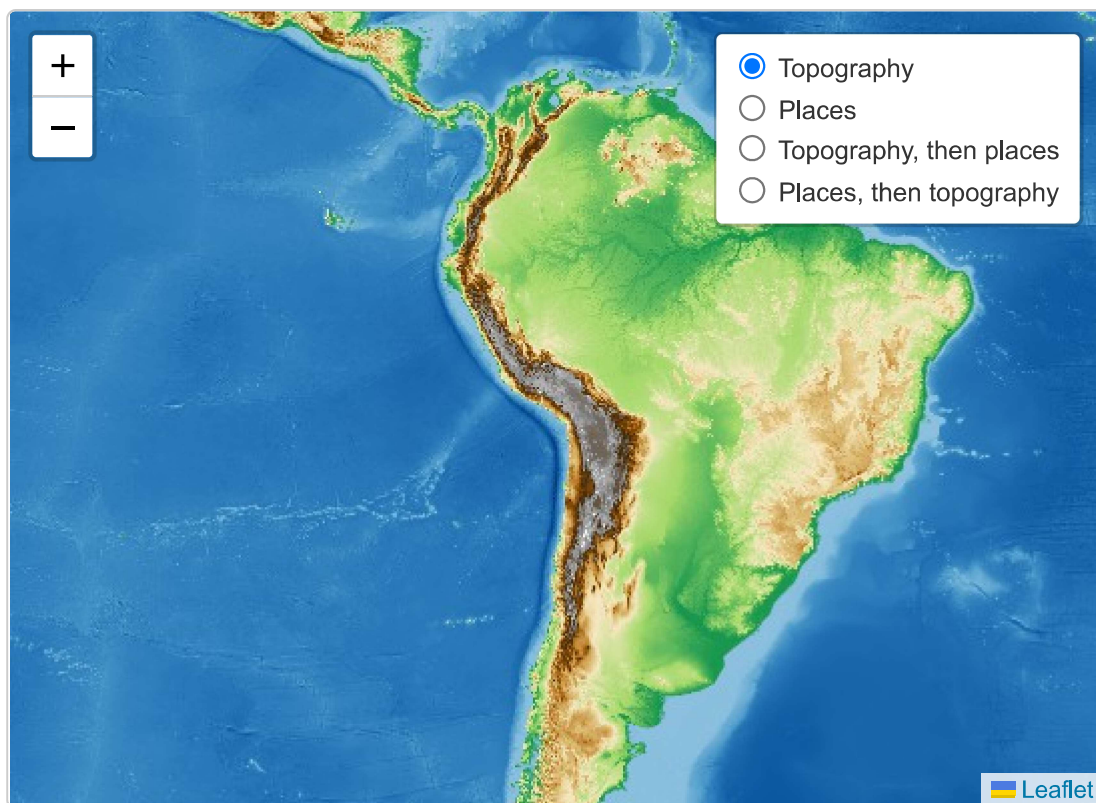 +
−
Topography
Places
Topography, then places
Places, then topography
Leaflet